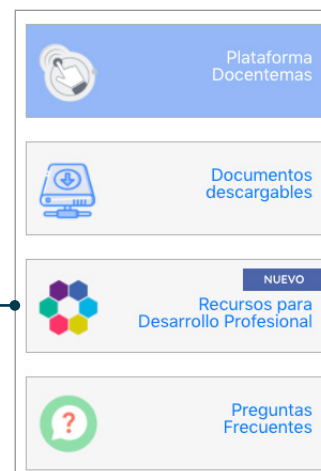 Plataforma
Docentemas
Documentos
descargables
NUEVO
Recursos para
Desarrollo Profesional
?
Preguntas
Frecuentes